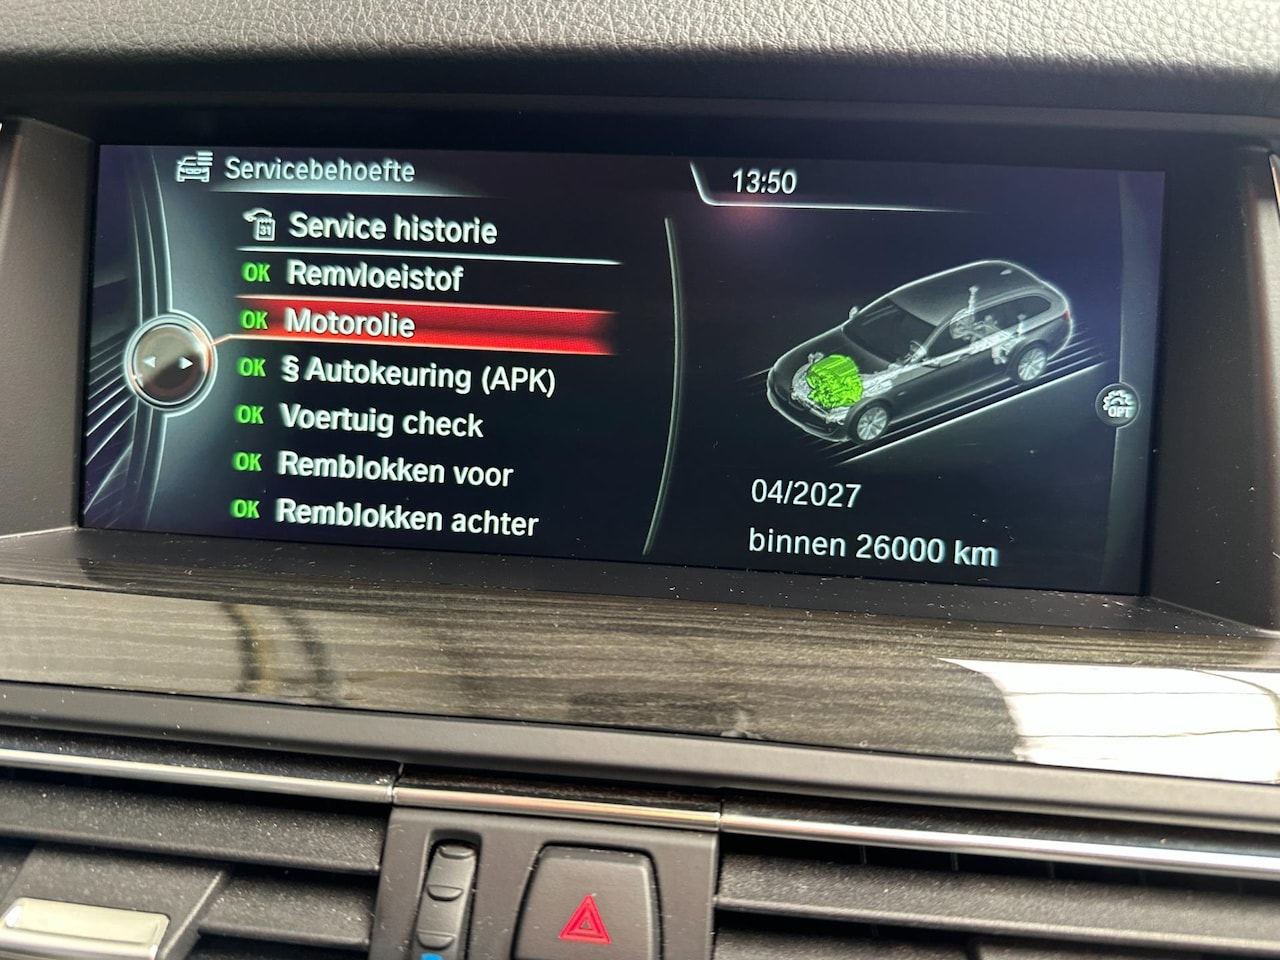 Servicebehoefte
13:50
Service historie
31
OK Remvloeistof
OK Motorolie
OK § Autokeuring (APK)
OK Voertuig check
OK Remblokken voor
OK Remblokken achter
OPT
04/2027
binnen 26000 km